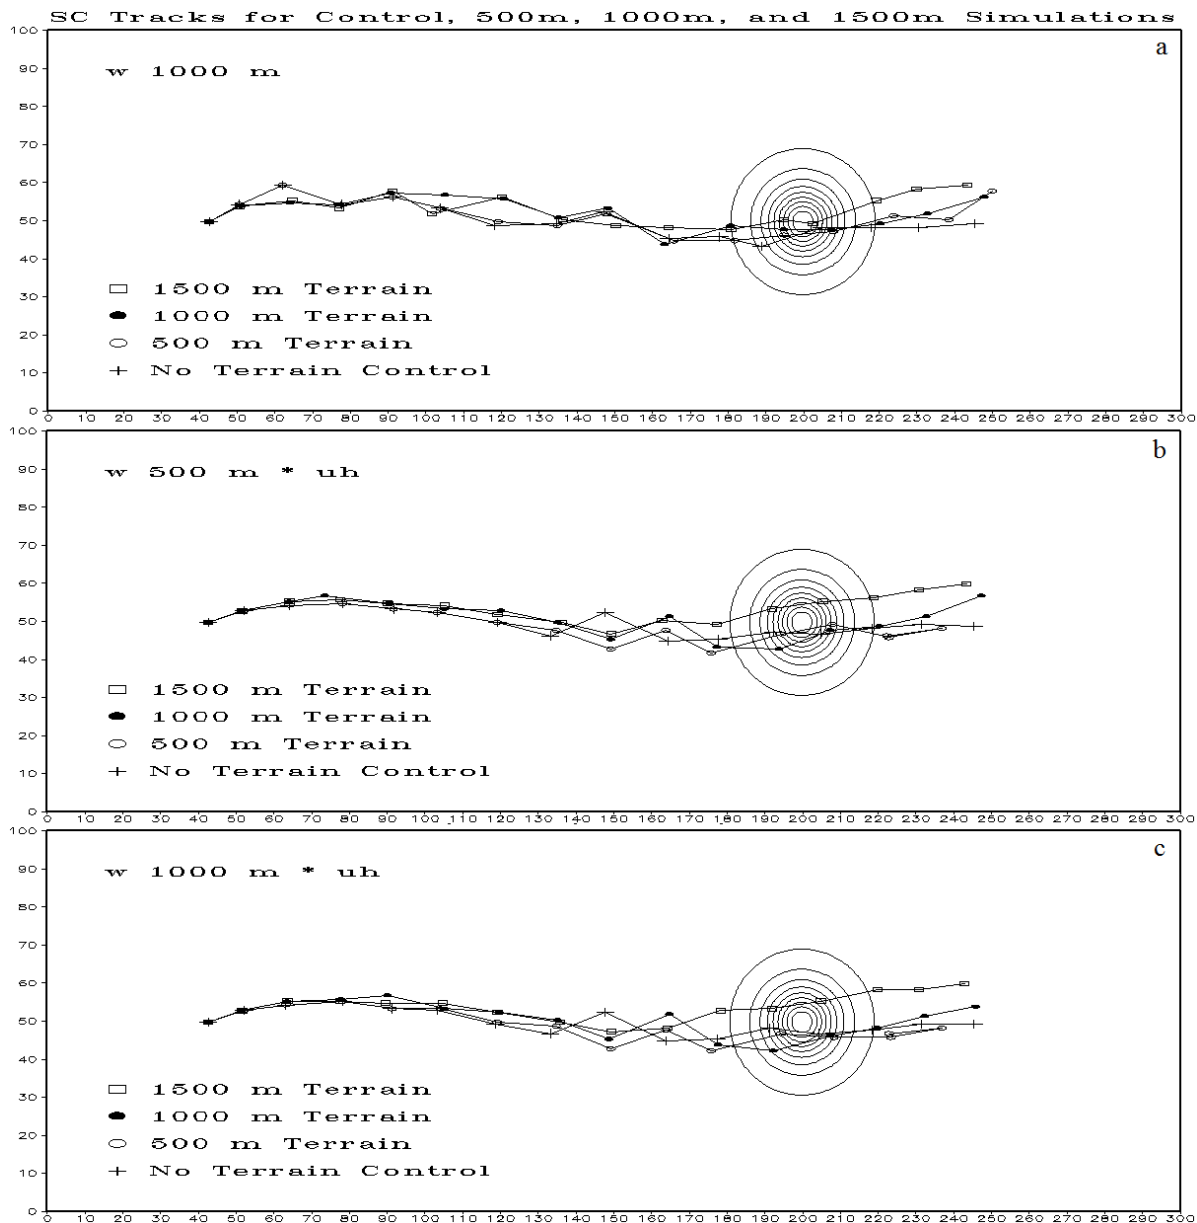 SC Tracks for Control, 500m, 1000m, and 1500m Simulations
a
w 1000 m
1500 m Terrain
1000 m Terrain
500 m Terrain
No Terrain Control
100
90
80
70
60
50
40
30
20
10
0
0 10 20 30 40 50 60 70 80 90 100 110 120 130 140 150 160 170 180 190 200 210 220 230 240 250 260 270 280 290 300
b
w 500 m * uh
1500 m Terrain
1000 m Terrain
500 m Terrain
No Terrain Control
100
90
80
70
60
50
40
30
20
10
0
0 10 20 30 40 50 60 70 80 90 100 110 120 130 140 150 160 170 180 190 200 210 220 230 240 250 260 270 280 290 300
c
w 1000 m * uh
1500 m Terrain
1000 m Terrain
500 m Terrain
No Terrain Control
100
90
80
70
60
50
40
30
20
10
0
0 10 20 30 40 50 60 70 80 90 100 110 120 130 140 150 160 170 180 190 200 210 220 230 240 250 260 270 280 290 300